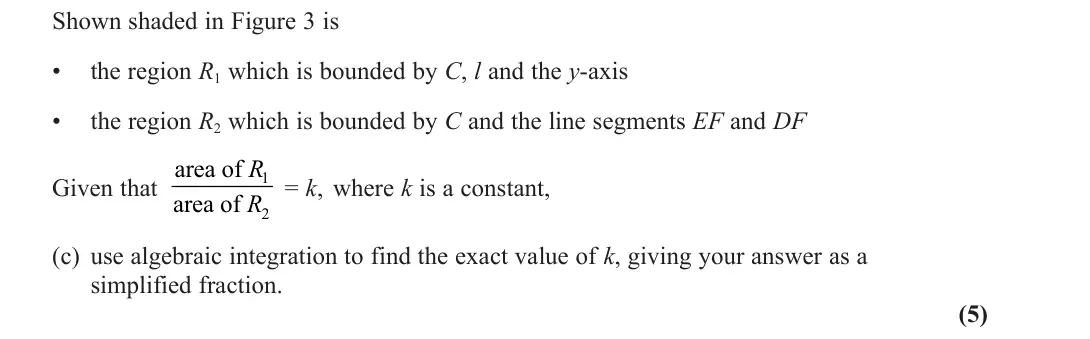 Shown shaded in Figure 3 is
• the region R₁ which is bounded by C, l and the y-axis
• the region R₂ which is bounded by C and the line segments EF and DF
Given that area of R₁ / area of R₂ = k, where k is a constant,
(c) use algebraic integration to find the exact value of k, giving your answer as a
simplified fraction.
(5)